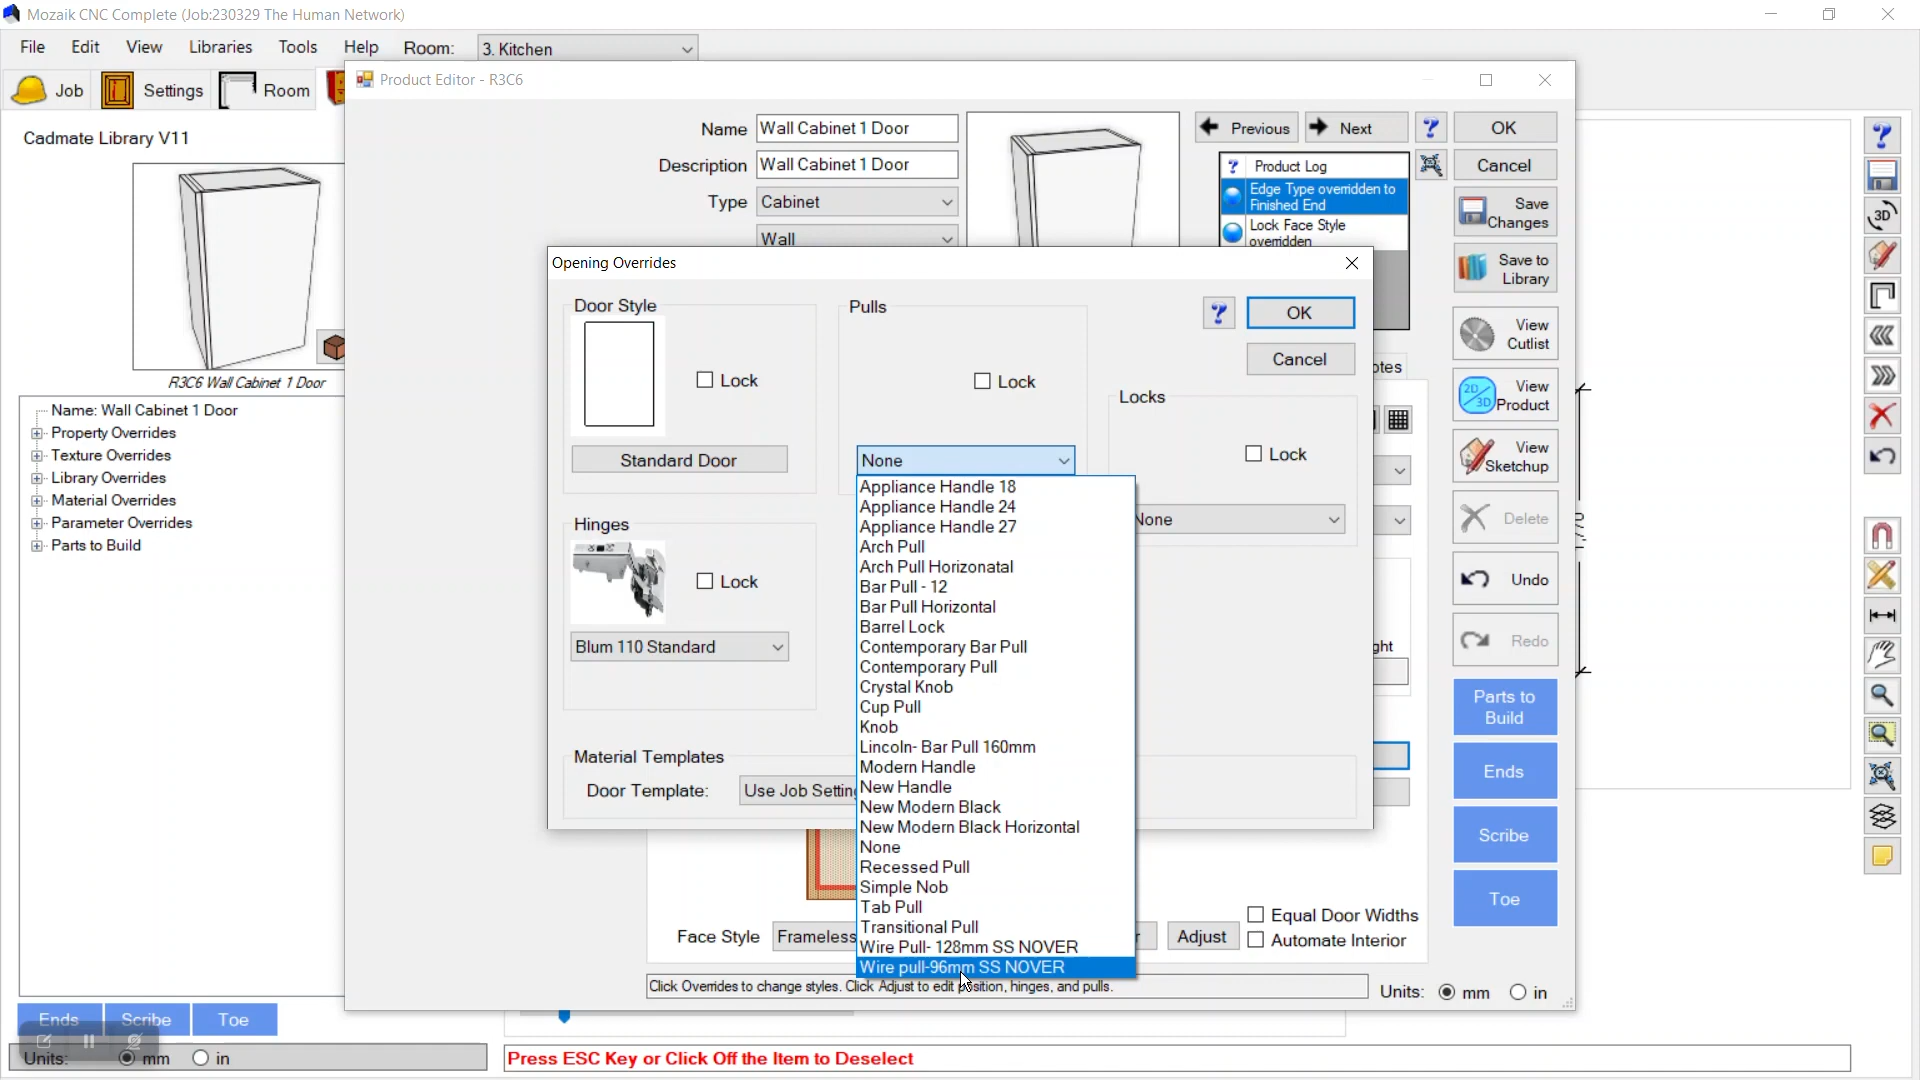 Mozaik CNC Complete (Job:230329 The Human Network)
File Edit View Libraries Tools Help Room: 3. Kitchen
Job Settings Room
Product Editor - R3C6
Cadmate Library V11
R3C6 Wall Cabinet 1 Door
Name: Wall Cabinet 1 Door
Property Overrides
Texture Overrides
Library Overrides
Material Overrides
Parameter Overrides
Parts to Build
Ends Scribe Toe
Units: mm in
Name Wall Cabinet 1 Door
Description Wall Cabinet 1 Door
Type Cabinet
Wall
Previous Next
? Product Log
Edge Type overridden to
Finished End
Lock Face Style
overridden
OK
Cancel
Save
Changes
Save to
Library
View
Cutlist
View
Product
2D
3D
View
Sketchup
Delete
Undo
Redo
Parts to
Build
Ends
Scribe
Toe
3D
otes
ght
Opening Overrides
Door Style
Lock
Standard Door
Hinges
Lock
Blum 110 Standard
Material Templates
Door Template: Use Job Setting
Pulls
Lock
None
Appliance Handle 18
Appliance Handle 24
Appliance Handle 27
Arch Pull
Arch Pull Horizonatal
Bar Pull - 12
Bar Pull Horizontal
Barrel Lock
Contemporary Bar Pull
Contemporary Pull
Crystal Knob
Cup Pull
Knob
Lincoln- Bar Pull 160mm
Modern Handle
New Handle
New Modern Black
New Modern Black Horizontal
None
Recessed Pull
Simple Nob
Tab Pull
Transitional Pull
Wire Pull- 128mm SS NOVER
Wire pull-96mm SS NOVER
? OK
Cancel
Locks
Lock
None
Face Style Frameless
r Adjust
Equal Door Widths
Automate Interior
Click Overrides to change styles. Click Adjust to edit position, hinges, and pulls.
Units: mm in
Press ESC Key or Click Off the Item to Deselect